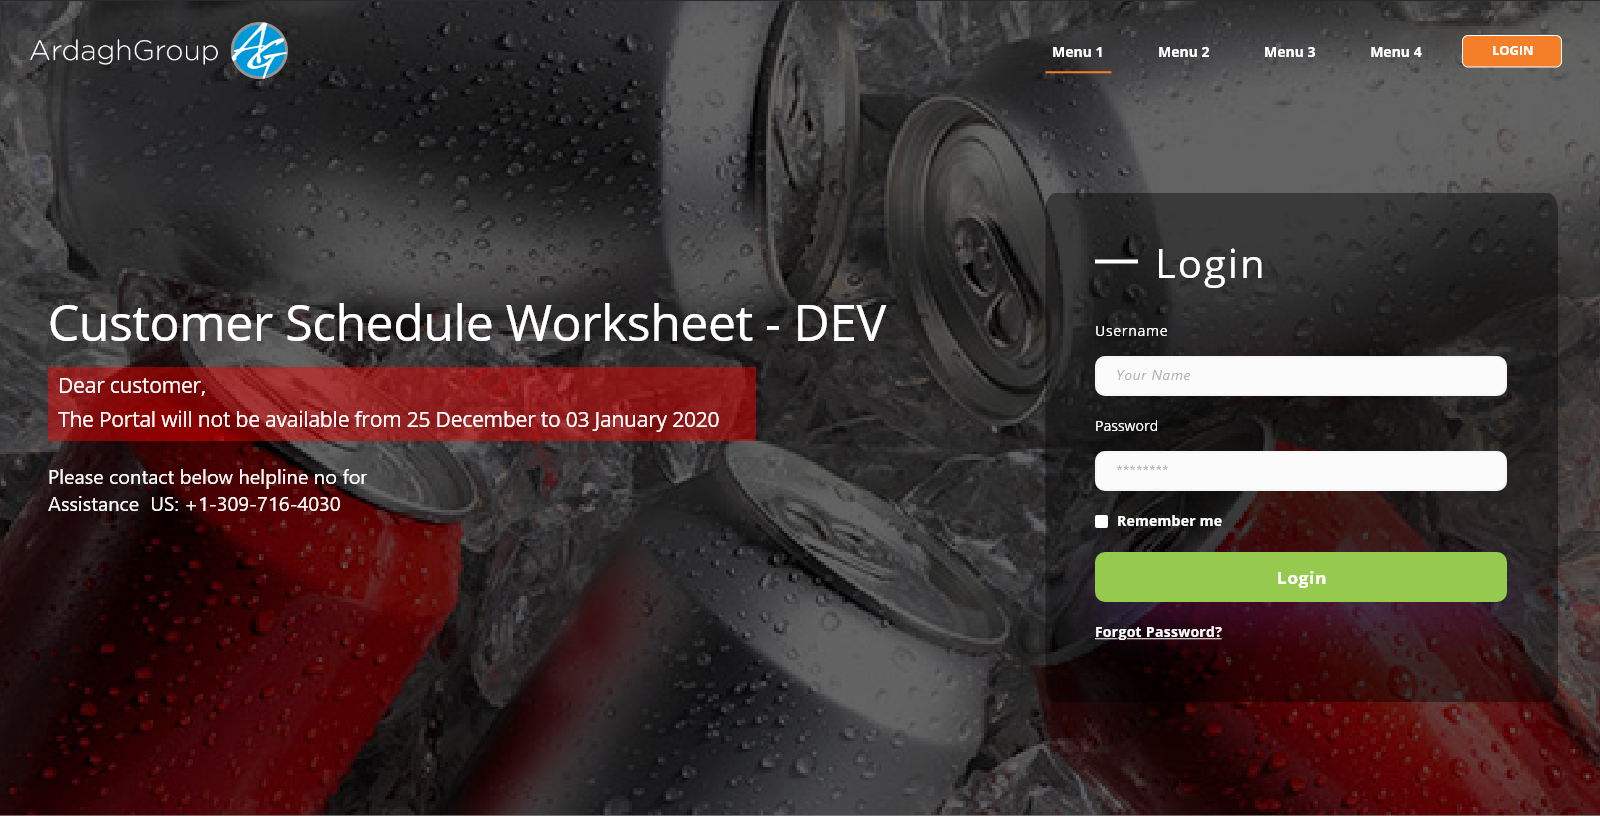 ArdaghGroup AG
Menu 1 Menu 2 Menu 3 Menu 4 LOGIN
Customer Schedule Worksheet - DEV
Dear customer,
The Portal will not be available from 25 December to 03 January 2020
Please contact below helpline no for
Assistance  US: +1-309-716-4030
Login
Username
Your Name
Password
********
Remember me
Login
Forgot Password?